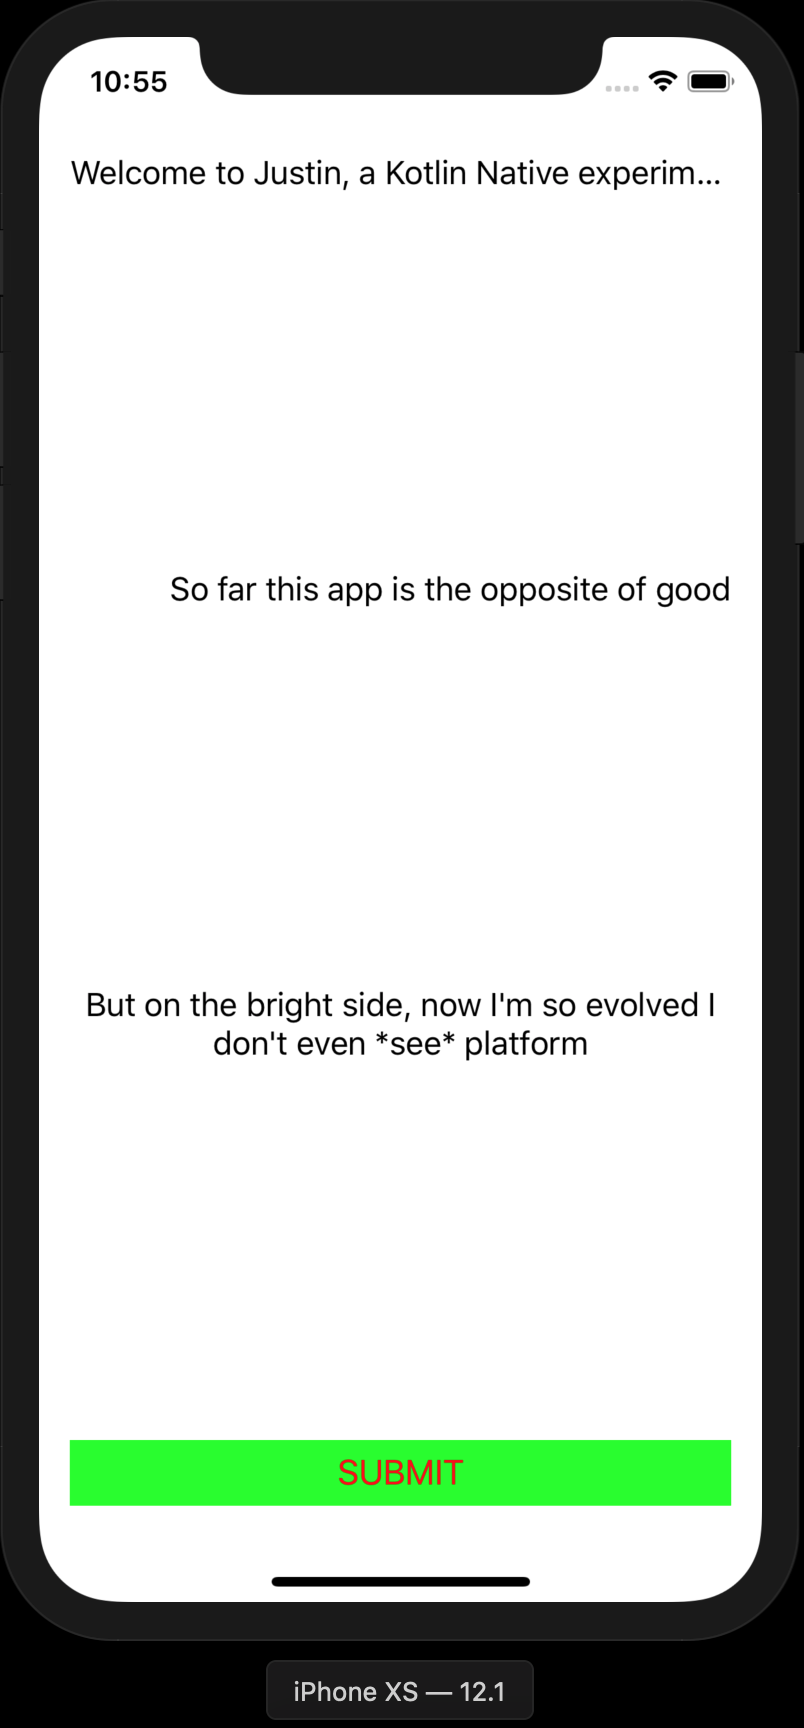 10:55
Welcome to Justin, a Kotlin Native experim...
So far this app is the opposite of good
But on the bright side, now I'm so evolved I
don't even *see* platform
SUBMIT
iPhone XS — 12.1